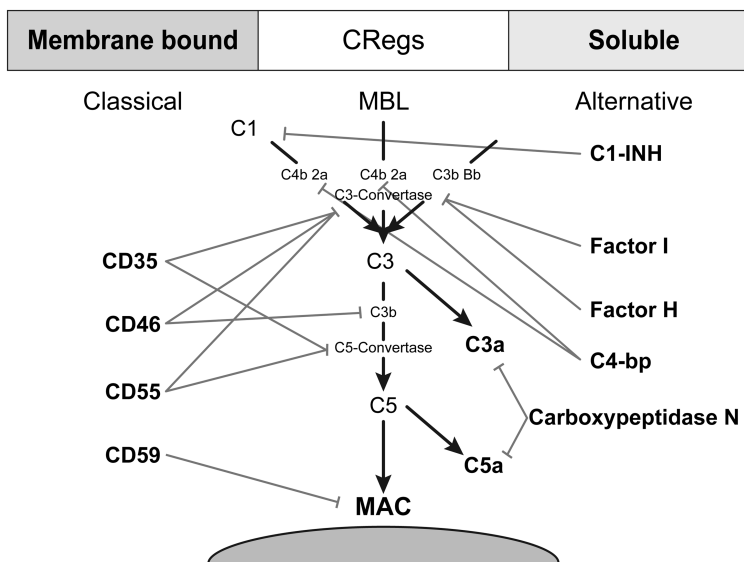 Membrane bound CRegs Soluble
Classical MBL Alternative
C1
C1-INH
C4b 2a C4b 2a C3b Bb
C3-Convertase
Factor I
CD35 C3
Factor H
CD46 C3b
C3a
C5-Convertase
C4-bp
CD55 C5
Carboxypeptidase N
CD59 C5a
MAC